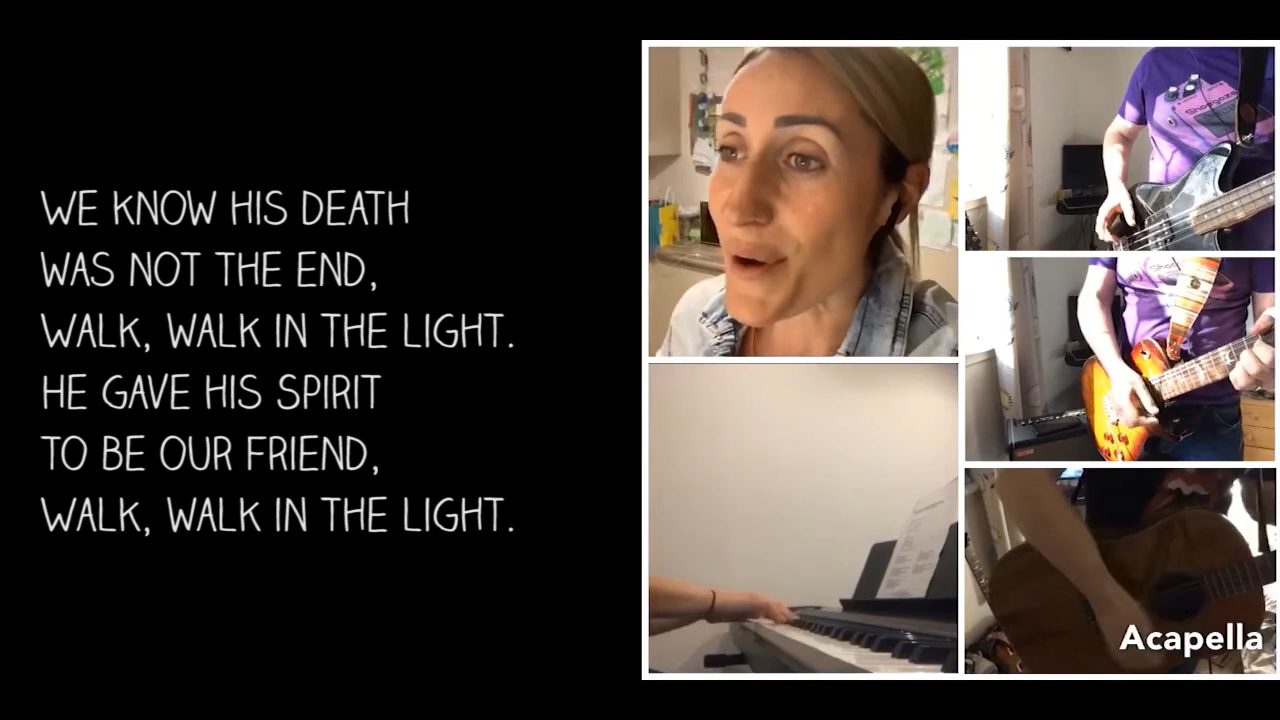 WE KNOW HIS DEATH
WAS NOT THE END,
WALK, WALK IN THE LIGHT.
HE GAVE HIS SPIRIT
TO BE OUR FRIEND,
WALK, WALK IN THE LIGHT.
Acapella